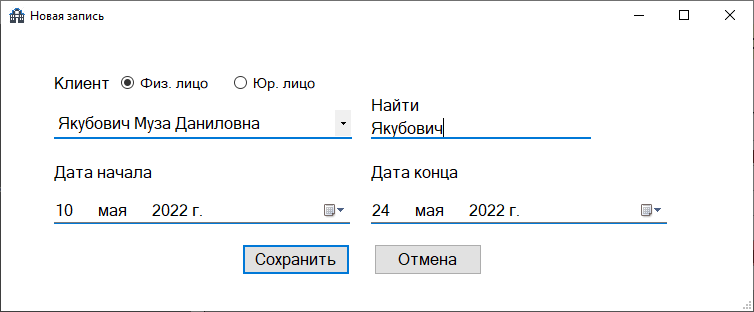 Новая запись
Клиент Физ. лицо Юр. лицо
Найти
Якубович Муза Даниловна Якубович
Дата начала Дата конца
10 мая 2022 г. 24 мая 2022 г.
Сохранить Отмена